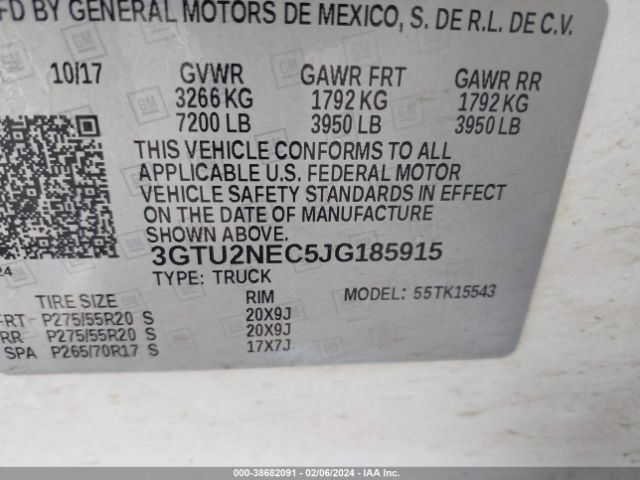 FD BY GENERAL MOTORS DE MEXICO, S. DE R.L. DE C.V.
10/17 GVWR GAWR FRT GAWR RR
3266 KG 1792 KG 1792 KG
7200 LB 3950 LB 3950 LB
THIS VEHICLE CONFORMS TO ALL
APPLICABLE U.S. FEDERAL MOTOR
VEHICLE SAFETY STANDARDS IN EFFECT
ON THE DATE OF MANUFACTURE
SHOWN ABOVE.
24
3GTU2NEC5JG185915
TYPE: TRUCK
MODEL: 55TK15543
TIRE SIZE RIM
FRT- P275/55R20 S 20X9J
RR P275/55R20 S 20X9J
SPA P265/70R17 S 17X7J
GM
000-38682091 - 02/06/2024 - IAA Inc.